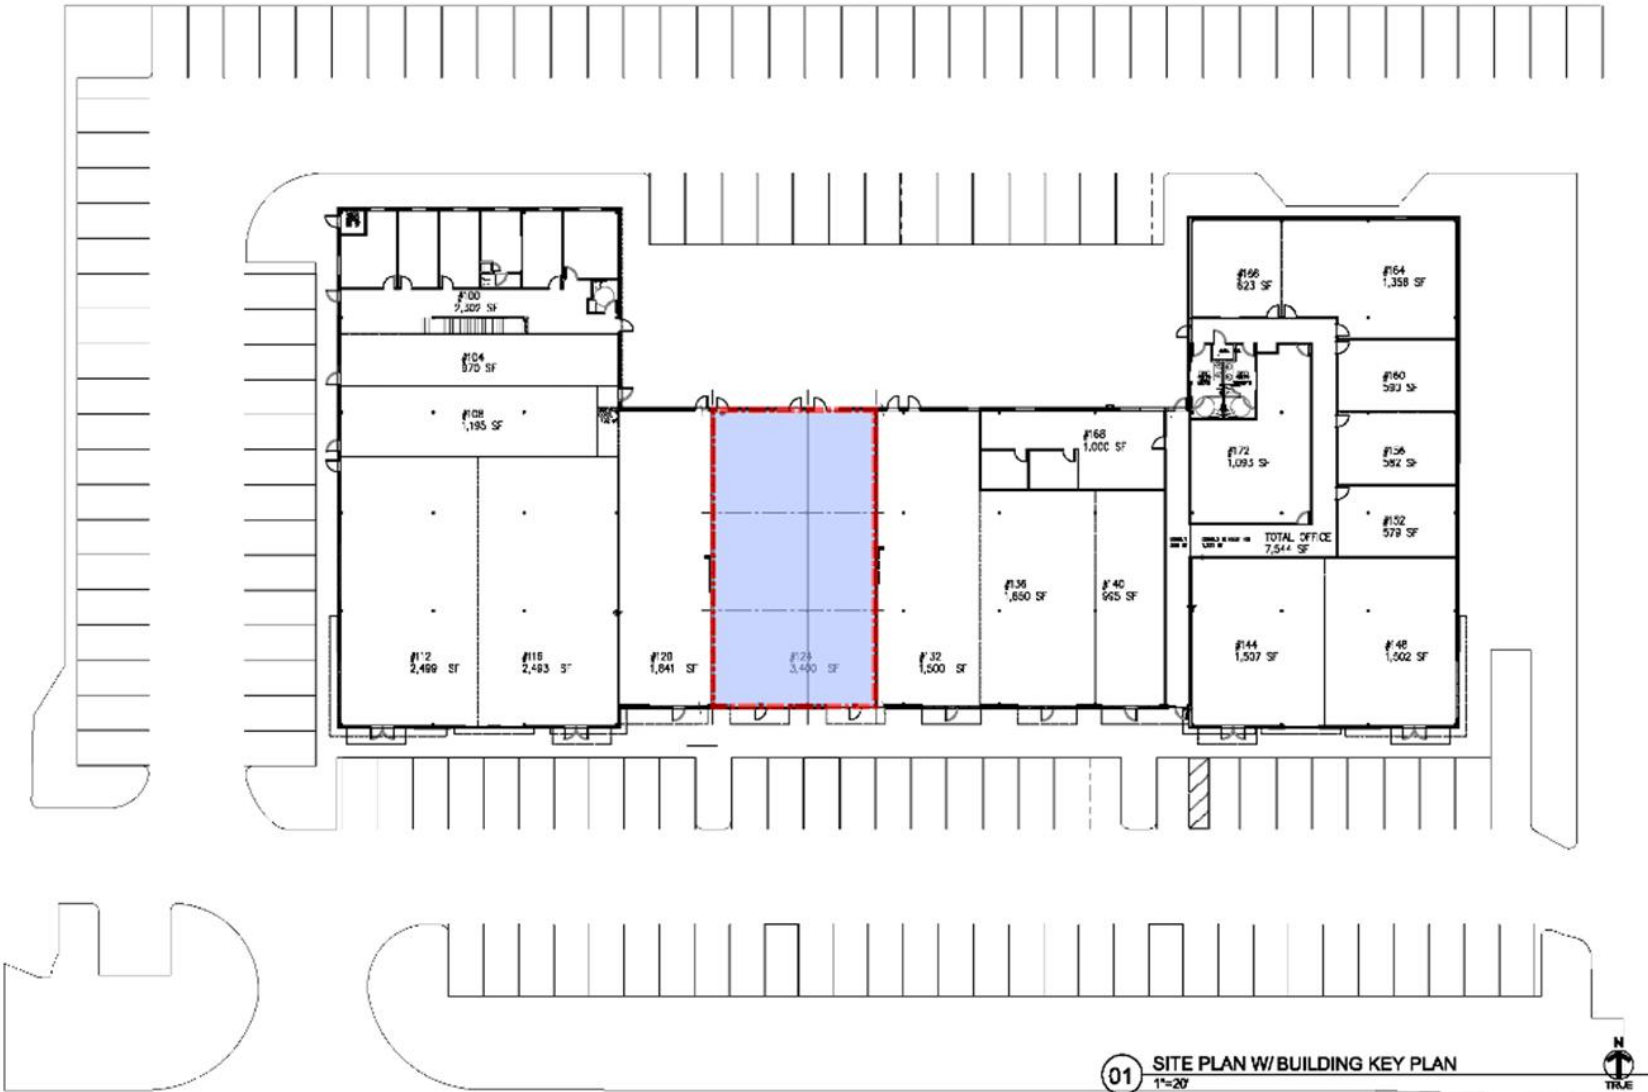 #100
2,302 SF
#104
970 SF
#108
1,195 SF
#112
2,499 SF
#116
2,493 SF
#120
1,841 SF
#124
3,400 SF
#132
1,500 SF
#168
1,000 SF
#136
1,650 SF
#140
995 SF
#166
623 SF
#164
1,358 SF
#160
593 SF
#156
582 SF
#172
1,093 SF
#152
579 SF
TOTAL OFFICE
7,544 SF
#144
1,507 SF
#148
1,502 SF
01
SITE PLAN W/ BUILDING KEY PLAN
1"=20'
N
TRUE